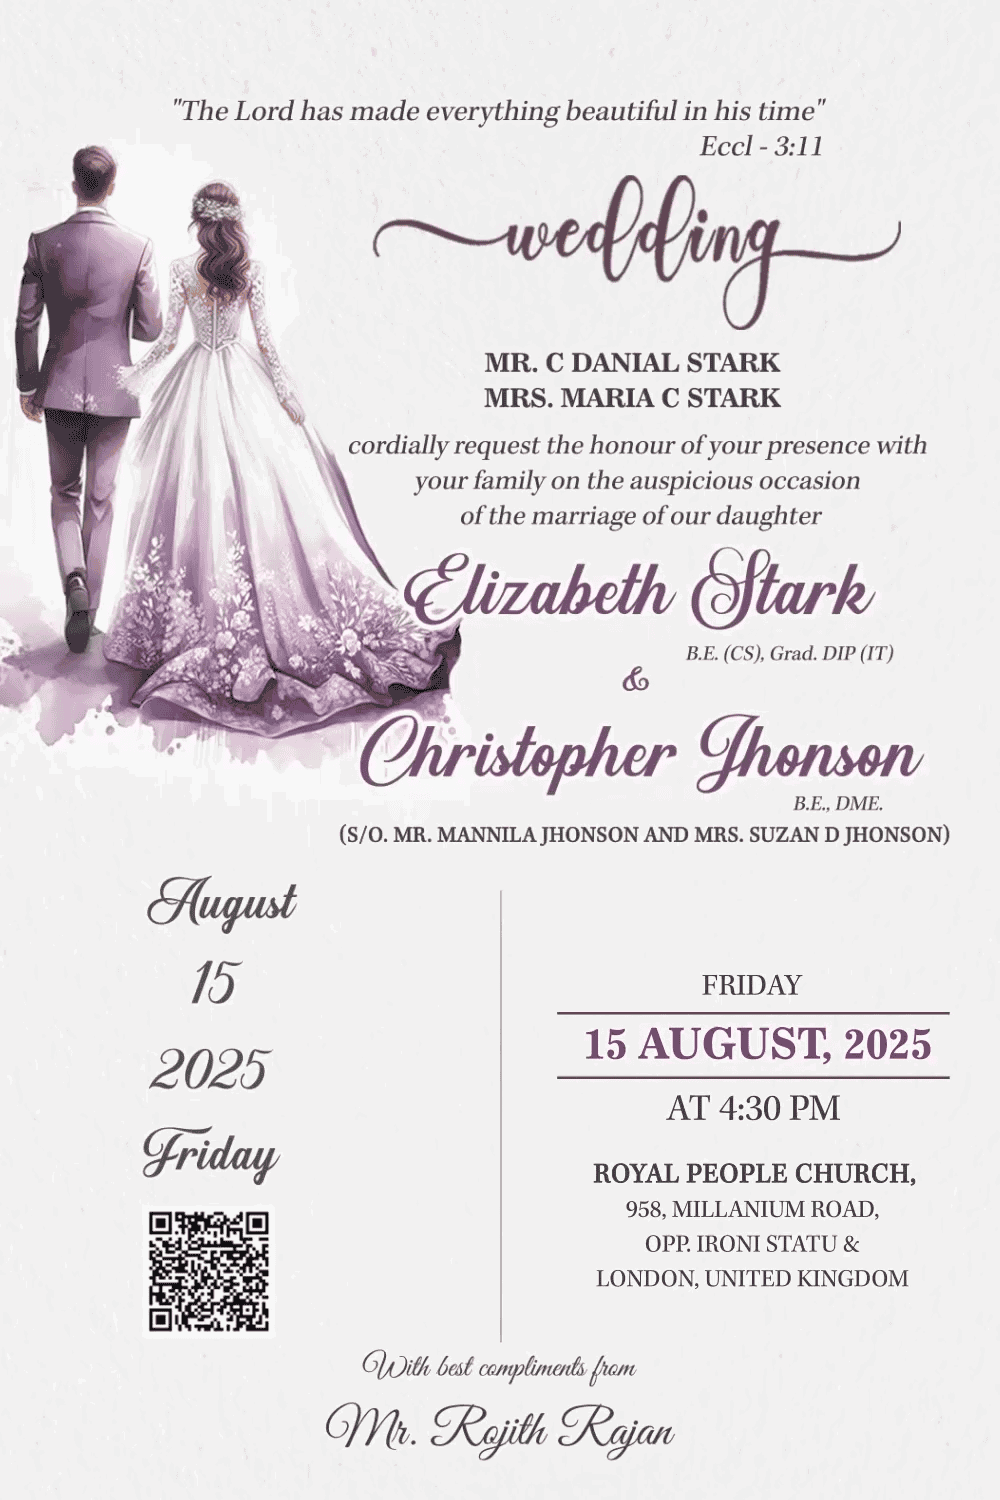 "The Lord has made everything beautiful in his time"
Eccl - 3:11
wedding
MR. C DANIAL STARK
MRS. MARIA C STARK
cordially request the honour of your presence with
your family on the auspicious occasion
of the marriage of our daughter
Elizabeth Stark
B.E. (CS), Grad. DIP (IT)
&
Christopher Jhonson
B.E., DME.
(S/O. MR. MANNILA JHONSON AND MRS. SUZAN D JHONSON)
August
15
2025
Friday
FRIDAY
15 AUGUST, 2025
AT 4:30 PM
ROYAL PEOPLE CHURCH,
958, MILLANIUM ROAD,
OPP. IRONI STATU &
LONDON, UNITED KINGDOM
With best compliments from
Mr. Rojith Rajan